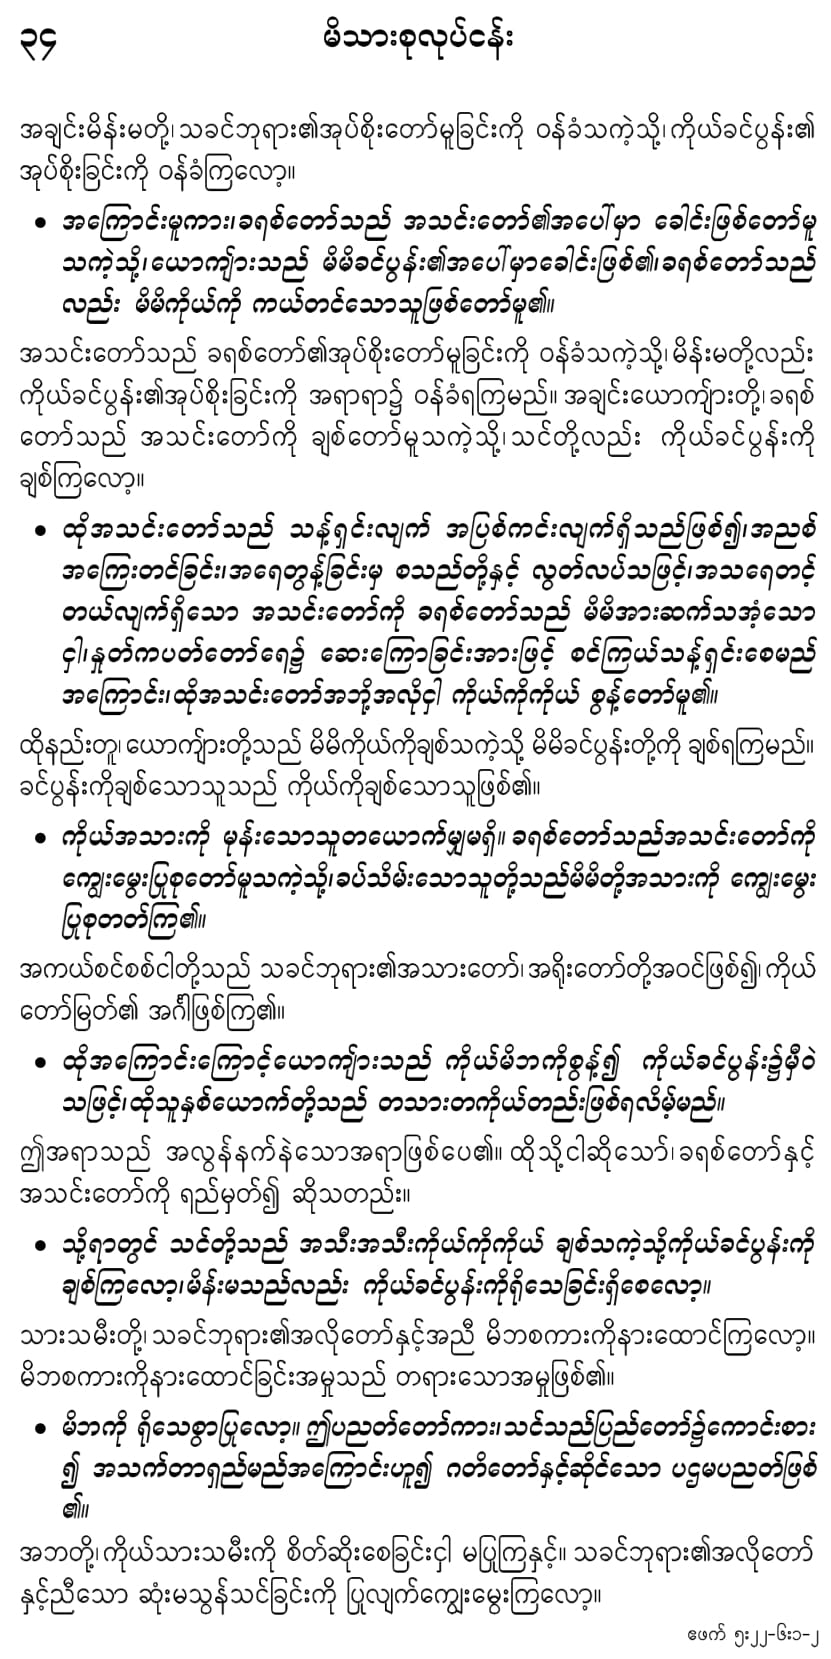 ၃၄
မိသားစုလုပ်ငန်း
အချင်းမိန်းမတို့၊ သခင်ဘုရား၏အုပ်စိုးတော်မူခြင်းကို ဝန်ခံသကဲ့သို့၊ ကိုယ်ခင်ပွန်း၏
အုပ်စိုးခြင်းကို ဝန်ခံကြလော့။
• အကြောင်းမူကား၊ ခရစ်တော်သည် အသင်းတော်၏အပေါ်မှာ ခေါင်းဖြစ်တော်မူ
သကဲ့သို့၊ ယောကျ်ားသည် မိမိခင်ပွန်း၏အပေါ်မှာခေါင်းဖြစ်၏၊ ခရစ်တော်သည်
လည်း မိမိကိုယ်ကို ကယ်တင်သောသူဖြစ်တော်မူ၏။
အသင်းတော်သည် ခရစ်တော်၏အုပ်စိုးတော်မူခြင်းကို ဝန်ခံသကဲ့သို့၊ မိန်းမတို့လည်း
ကိုယ်ခင်ပွန်း၏အုပ်စိုးခြင်းကို အရာရာ၌ ဝန်ခံရကြမည်။ အချင်းယောကျ်ားတို့၊ ခရစ်
တော်သည် အသင်းတော်ကို ချစ်တော်မူသကဲ့သို့၊ သင်တို့လည်း ကိုယ်ခင်ပွန်းကို
ချစ်ကြလော့။
• ထိုအသင်းတော်သည် သန့်ရှင်းလျက် အပြစ်ကင်းလျက်ရှိသည်ဖြစ်၍၊ အညစ်
အကြေးတင်ခြင်း၊ အရေတွန့်ခြင်းမှ စသည်တို့နှင့် လွတ်လပ်သဖြင့်၊ အသရေတင့်
တယ်လျက်ရှိသော အသင်းတော်ကို ခရစ်တော်သည် မိမိအားဆက်သအံ့သော
ငှါ၊ နှုတ်ကပတ်တော်ရေ၌ ဆေးကြောခြင်းအားဖြင့် စင်ကြယ်သန့်ရှင်းစေမည်
အကြောင်း၊ ထိုအသင်းတော်အဘို့အလိုငှါ ကိုယ်ကိုကိုယ် စွန့်တော်မူ၏။
ထိုနည်းတူ၊ ယောကျ်ားတို့သည် မိမိကိုယ်ကိုချစ်သကဲ့သို့ မိမိခင်ပွန်းတို့ကို ချစ်ရကြမည်။
ခင်ပွန်းကိုချစ်သောသူသည် ကိုယ်ကိုချစ်သောသူဖြစ်၏။
• ကိုယ်အသားကို မုန်းသောသူတယောက်မျှမရှိ။ ခရစ်တော်သည်အသင်းတော်ကို
ကျွေးမွေးပြုစုတော်မူသကဲ့သို့၊ ခပ်သိမ်းသောသူတို့သည်မိမိတို့အသားကို ကျွေးမွေး
ပြုစုတတ်ကြ၏။
အကယ်စင်စစ်ငါတို့သည် သခင်ဘုရား၏အသားတော်၊ အရိုးတော်တို့အဝင်ဖြစ်၍၊ ကိုယ်
တော်မြတ်၏ အင်္ဂါဖြစ်ကြ၏။
• ထိုအကြောင်းကြောင့်ယောကျ်ားသည် ကိုယ်မိဘကိုစွန့်၍ ကိုယ်ခင်ပွန်း၌မှီဝဲ
သဖြင့်၊ ထိုသူနှစ်ယောက်တို့သည် တသားတကိုယ်တည်းဖြစ်ရလိမ့်မည်။
ဤအရာသည် အလွန်နက်နဲသောအရာဖြစ်ပေ၏။ ထိုသို့ငါဆိုသော်၊ ခရစ်တော်နှင့်
အသင်းတော်ကို ရည်မှတ်၍ ဆိုသတည်း။
• သို့ရာတွင် သင်တို့သည် အသီးအသီးကိုယ်ကိုကိုယ် ချစ်သကဲ့သို့ကိုယ်ခင်ပွန်းကို
ချစ်ကြလော့၊ မိန်းမသည်လည်း ကိုယ်ခင်ပွန်းကိုရိုသေခြင်းရှိစေလော့။
သားသမီးတို့၊ သခင်ဘုရား၏အလိုတော်နှင့်အညီ မိဘစကားကိုနားထောင်ကြလော့။
မိဘစကားကိုနားထောင်ခြင်းအမှုသည် တရားသောအမှုဖြစ်၏။
• မိဘကို ရိုသေစွာပြုလော့။ ဤပညတ်တော်ကား၊ သင်သည်ပြည်တော်၌ကောင်းစား
၍ အသက်တာရှည်မည်အကြောင်းဟူ၍ ဂတိတော်နှင့်ဆိုင်သော ပဌမပညတ်ဖြစ်
၏။
အဘတို့၊ ကိုယ်သားသမီးကို စိတ်ဆိုးစေခြင်းငှါ မပြုကြနှင့်။ သခင်ဘုရား၏အလိုတော်
နှင့်ညီသော ဆုံးမသွန်သင်ခြင်းကို ပြုလျက်ကျွေးမွေးကြလော့။
ဧဖက် ၅း၂၂-၆း၁-၂